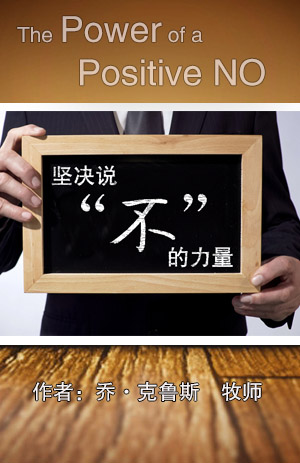 The Power of a
Positive NO
坚决说
“不”
的力量
作者：乔·克鲁斯 牧师